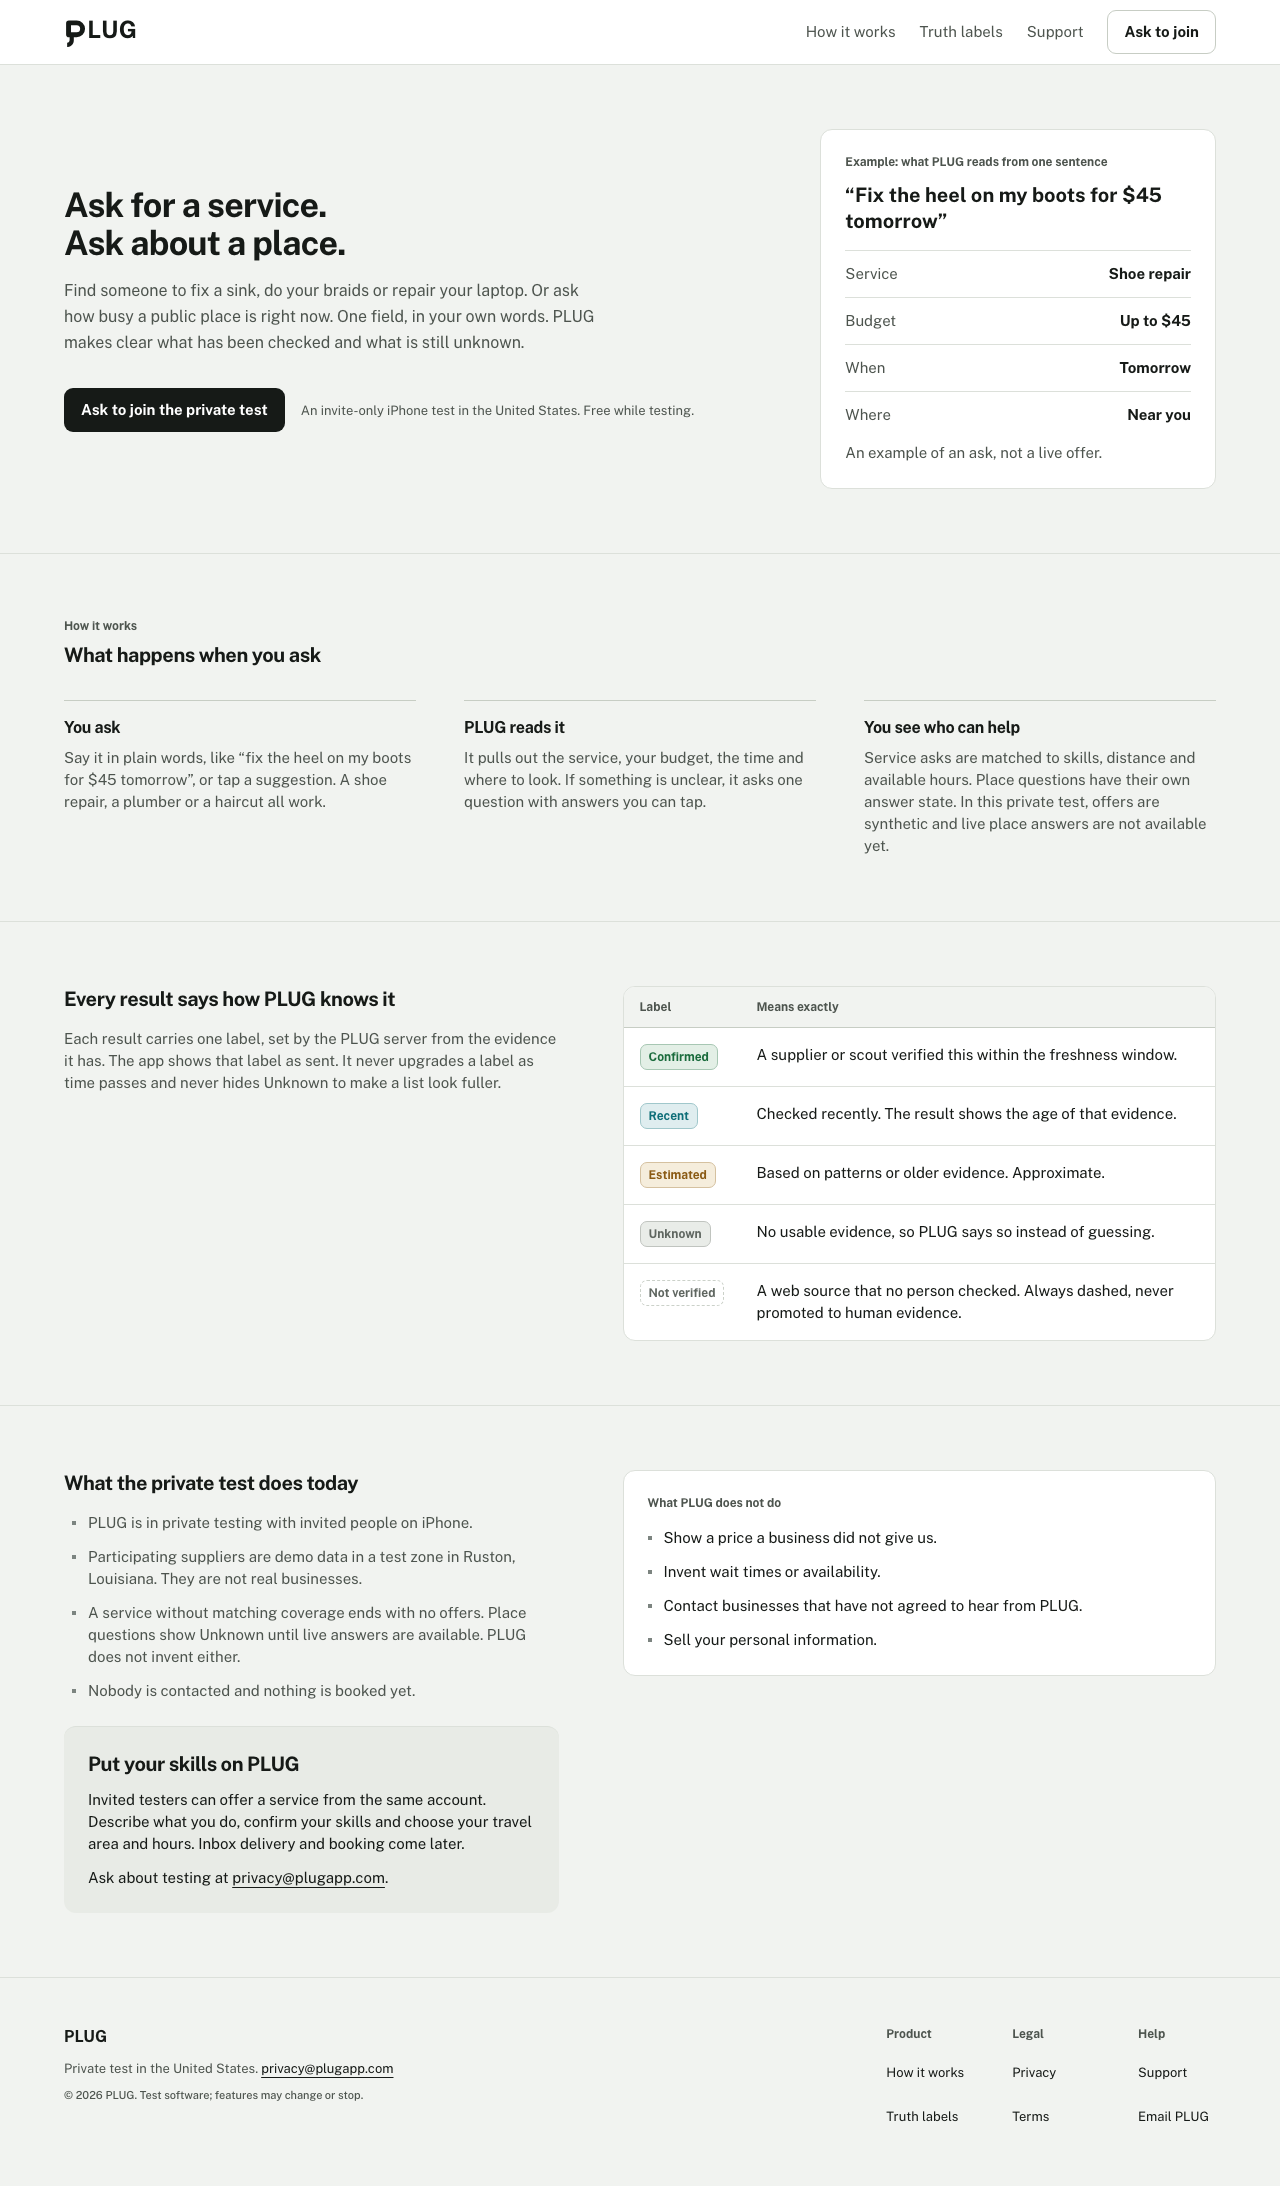 PLUG
How it works
Truth labels
Support
Ask to join
Ask for a service.
Ask about a place.
Find someone to fix a sink, do your braids or repair your laptop. Or ask
how busy a public place is right now. One field, in your own words. PLUG
makes clear what has been checked and what is still unknown.
Ask to join the private test
An invite-only iPhone test in the United States. Free while testing.
Example: what PLUG reads from one sentence
“Fix the heel on my boots for $45
tomorrow”
Service
Shoe repair
Budget
Up to $45
When
Tomorrow
Where
Near you
An example of an ask, not a live offer.
How it works
What happens when you ask
You ask
Say it in plain words, like “fix the heel on my boots
for $45 tomorrow”, or tap a suggestion. A shoe
repair, a plumber or a haircut all work.
PLUG reads it
It pulls out the service, your budget, the time and
where to look. If something is unclear, it asks one
question with answers you can tap.
You see who can help
Service asks are matched to skills, distance and
available hours. Place questions have their own
answer state. In this private test, offers are
synthetic and live place answers are not available
yet.
Every result says how PLUG knows it
Each result carries one label, set by the PLUG server from the evidence
it has. The app shows that label as sent. It never upgrades a label as
time passes and never hides Unknown to make a list look fuller.
Label
Means exactly
Confirmed
A supplier or scout verified this within the freshness window.
Recent
Checked recently. The result shows the age of that evidence.
Estimated
Based on patterns or older evidence. Approximate.
Unknown
No usable evidence, so PLUG says so instead of guessing.
Not verified
A web source that no person checked. Always dashed, never
promoted to human evidence.
What the private test does today
PLUG is in private testing with invited people on iPhone.
Participating suppliers are demo data in a test zone in Ruston,
Louisiana. They are not real businesses.
A service without matching coverage ends with no offers. Place
questions show Unknown until live answers are available. PLUG
does not invent either.
Nobody is contacted and nothing is booked yet.
What PLUG does not do
Show a price a business did not give us.
Invent wait times or availability.
Contact businesses that have not agreed to hear from PLUG.
Sell your personal information.
Put your skills on PLUG
Invited testers can offer a service from the same account.
Describe what you do, confirm your skills and choose your travel
area and hours. Inbox delivery and booking come later.
Ask about testing at privacy@plugapp.com.
PLUG
Private test in the United States. privacy@plugapp.com
© 2026 PLUG. Test software; features may change or stop.
Product
How it works
Truth labels
Legal
Privacy
Terms
Help
Support
Email PLUG